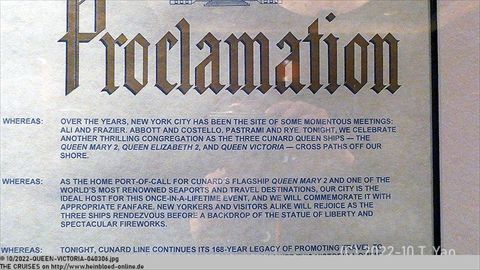 Proclamation
WHEREAS: OVER THE YEARS, NEW YORK CITY HAS BEEN THE SITE OF SOME MOMENTOUS MEETINGS:
ALI AND FRAZIER. ABBOTT AND COSTELLO. PASTRAMI AND RYE. TONIGHT, WE CELEBRATE
ANOTHER THRILLING CONGREGATION AS THE THREE CUNARD QUEEN SHIPS — THE
QUEEN MARY 2, QUEEN ELIZABETH 2, AND QUEEN VICTORIA — CROSS PATHS OFF OUR
SHORE.
WHEREAS: AS THE HOME PORT-OF-CALL FOR CUNARD'S FLAGSHIP QUEEN MARY 2 AND ONE OF THE
WORLD'S MOST RENOWNED SEAPORTS AND TRAVEL DESTINATIONS, OUR CITY IS THE
IDEAL HOST FOR THIS ONCE-IN-A-LIFETIME EVENT, AND WE WILL COMMEMORATE IT WITH
APPROPRIATE FANFARE. NEW YORKERS AND VISITORS ALIKE WILL REJOICE AS THE
THREE SHIPS RENDEZVOUS BEFORE A BACKDROP OF THE STATUE OF LIBERTY AND
SPECTACULAR FIREWORKS.
WHEREAS: TONIGHT, CUNARD LINE CONTINUES ITS 168-YEAR LEGACY OF PROMOTING
2022-10 T. Yao
© 10/2022-QUEEN-VICTORIA-040306.jpg
THE CRUISES on http://www.heinbloed-online.de